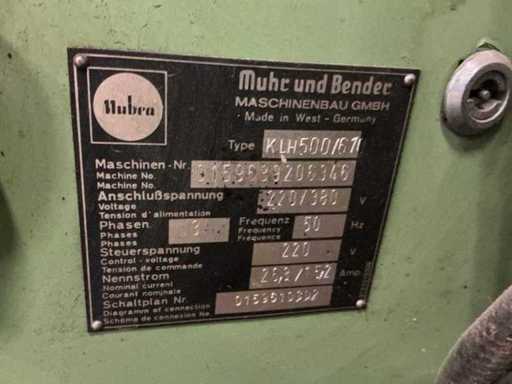 Mubea
Muhr und Bender
MASCHINENBAU GMBH
Made in West - Germany
Type KLH500/670
Maschinen-Nr.
Machine No.
Machine No.
Anschlußspannung 220/380 V
Voltage
Tension d'alimentation
Phasen 3 Frequenz 50 Hz
Phases Frequency
Phases Fréquence
Steuerspannung 220 V
Control - voltage
Tension de commande
Nennstrom Amp.
Nominal current
Courant nominale
Schaltplan Nr.
Diagramm of connection
Schéma de connexion No.